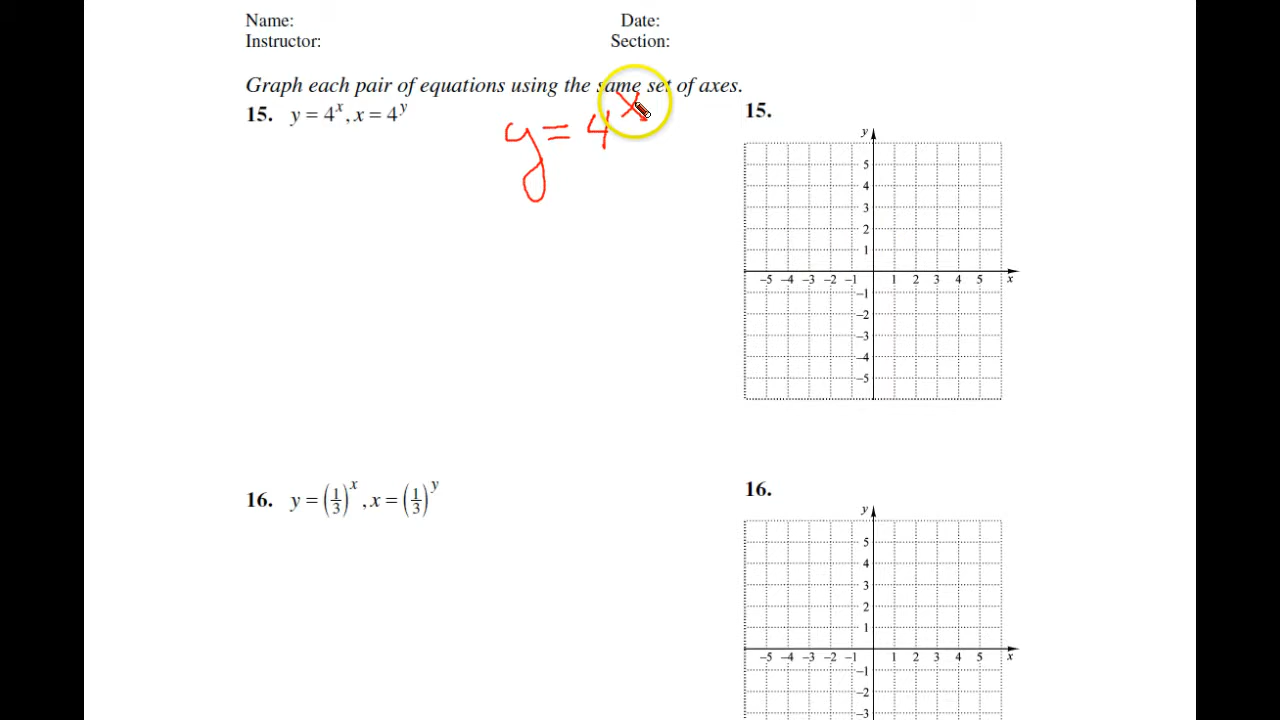 Name: Date:
Instructor: Section:
Graph each pair of equations using the same set of axes.
15. y = 4^x, x = 4^y
y = 4^x
15.
y
5
4
3
2
1
−5 −4 −3 −2 −1 1 2 3 4 5 x
−1
−2
−3
−4
−5
16. y = (1/3)^x, x = (1/3)^y
16.
y
5
4
3
2
1
−5 −4 −3 −2 −1 1 2 3 4 5 x
−1
−2
−3